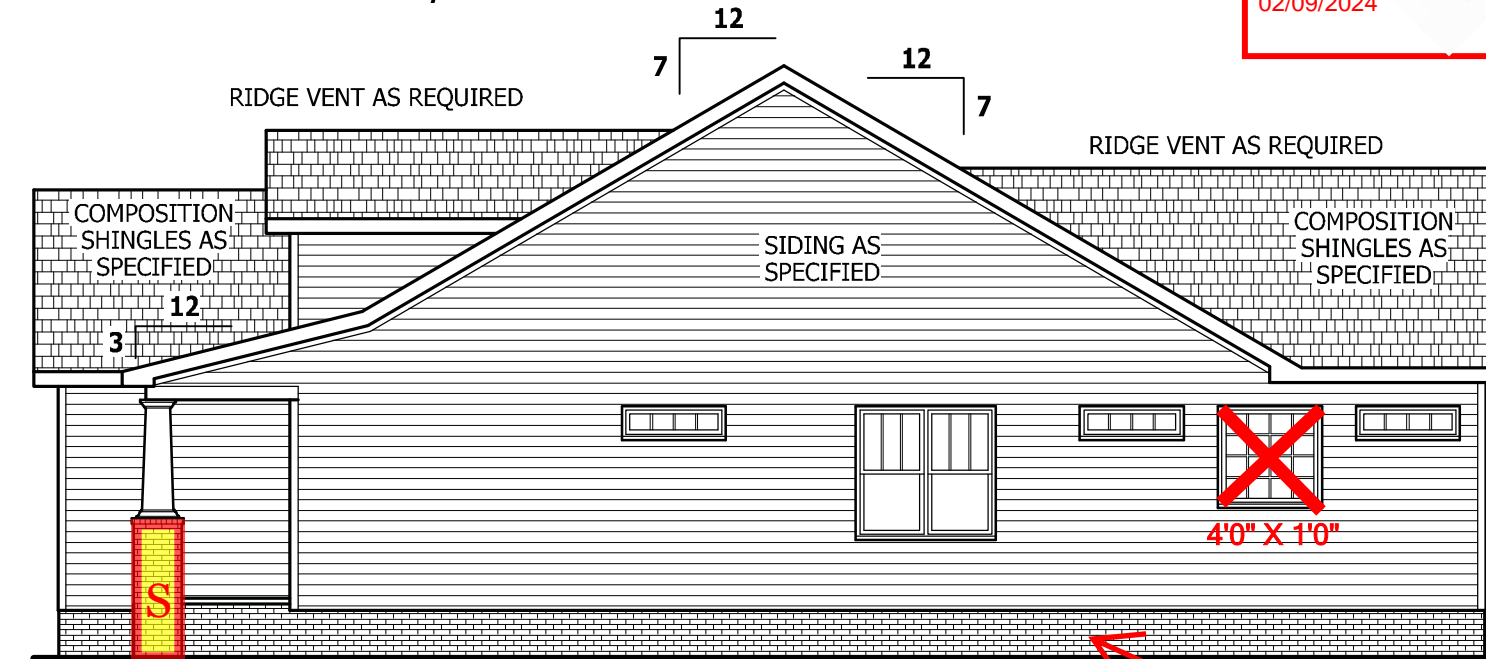 02/09/2024
12
7
12
7
RIDGE VENT AS REQUIRED
RIDGE VENT AS REQUIRED
COMPOSITION
SHINGLES AS
SPECIFIED
SIDING AS
SPECIFIED
COMPOSITION
SHINGLES AS
SPECIFIED
12
3
4'0" X 1'0"
S